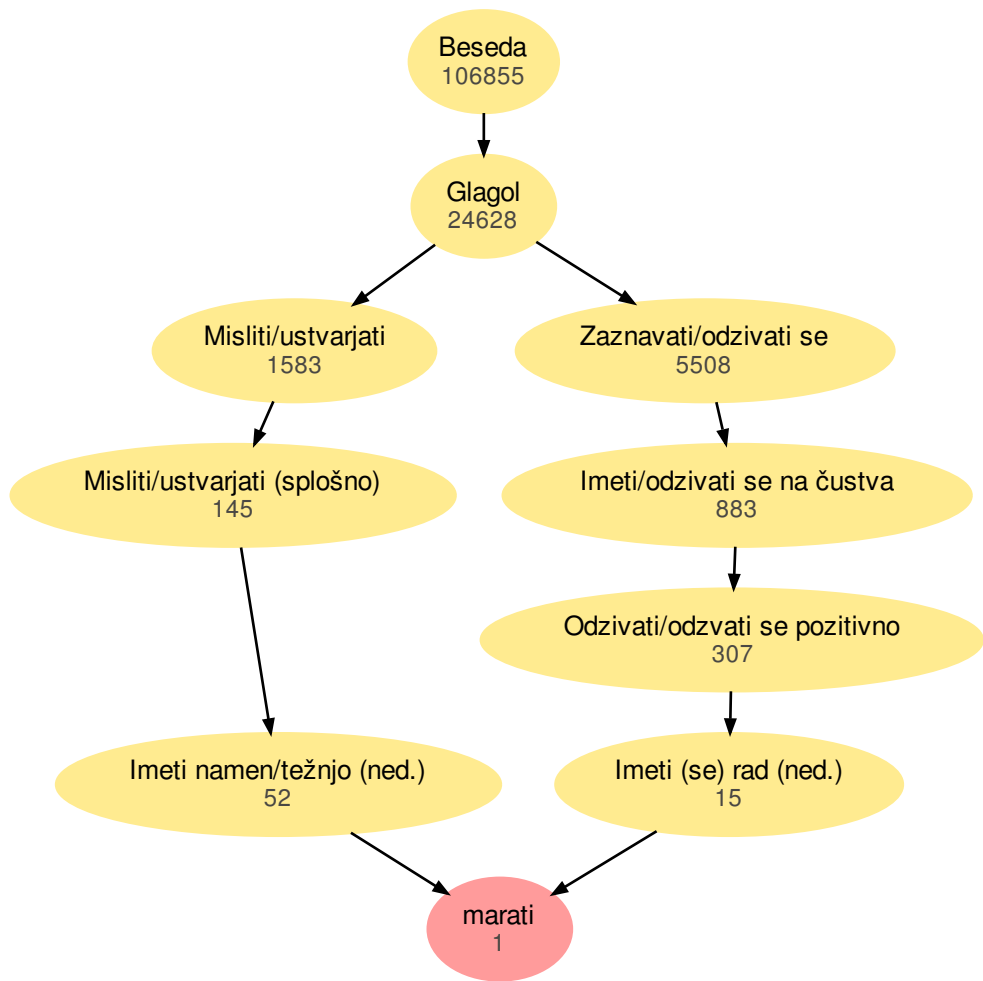 Beseda
106855
Glagol
24628
Misliti/ustvarjati
1583
Zaznavati/odzivati se
5508
Misliti/ustvarjati (splošno)
145
Imeti/odzivati se na čustva
883
Odzivati/odzvati se pozitivno
307
Imeti namen/težnjo (ned.)
52
Imeti (se) rad (ned.)
15
marati
1